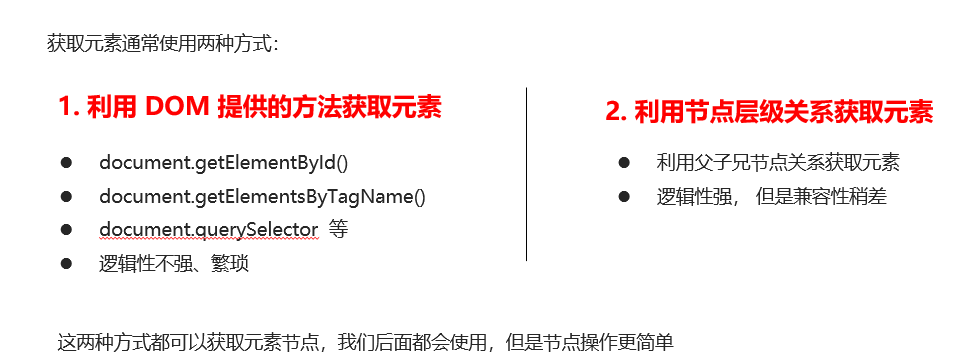 获取元素通常使用两种方式：
1. 利用 DOM 提供的方法获取元素
● document.getElementById()
● document.getElementsByTagName()
● document.querySelector 等
● 逻辑性不强、繁琐
2. 利用节点层级关系获取元素
● 利用父子兄节点关系获取元素
● 逻辑性强， 但是兼容性稍差
这两种方式都可以获取元素节点，我们后面都会使用，但是节点操作更简单